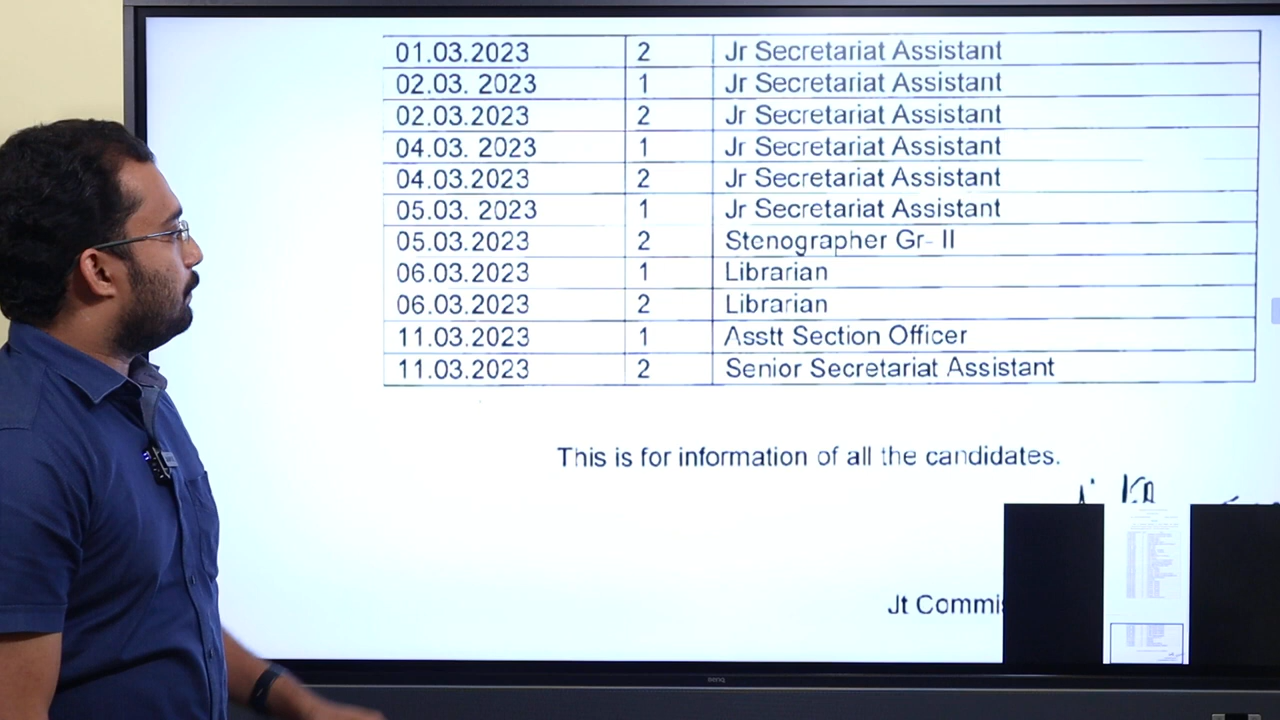 01.03.2023 2 Jr Secretariat Assistant
02.03. 2023 1 Jr Secretariat Assistant
02.03.2023 2 Jr Secretariat Assistant
04.03. 2023 1 Jr Secretariat Assistant
04.03.2023 2 Jr Secretariat Assistant
05.03. 2023 1 Jr Secretariat Assistant
05.03.2023 2 Stenographer Gr- II
06.03.2023 1 Librarian
06.03.2023 2 Librarian
11.03.2023 1 Asstt Section Officer
11.03.2023 2 Senior Secretariat Assistant
This is for information of all the candidates.
Jt
BenQ